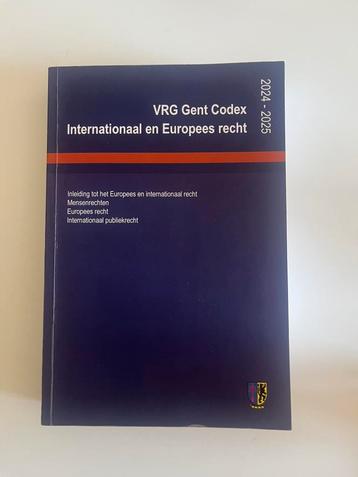 VRG Gent Codex
Internationaal en Europees recht
2024 - 2025
Inleiding tot het Europees en internationaal recht
Mensenrechten
Europees recht
Internationaal publiekrecht